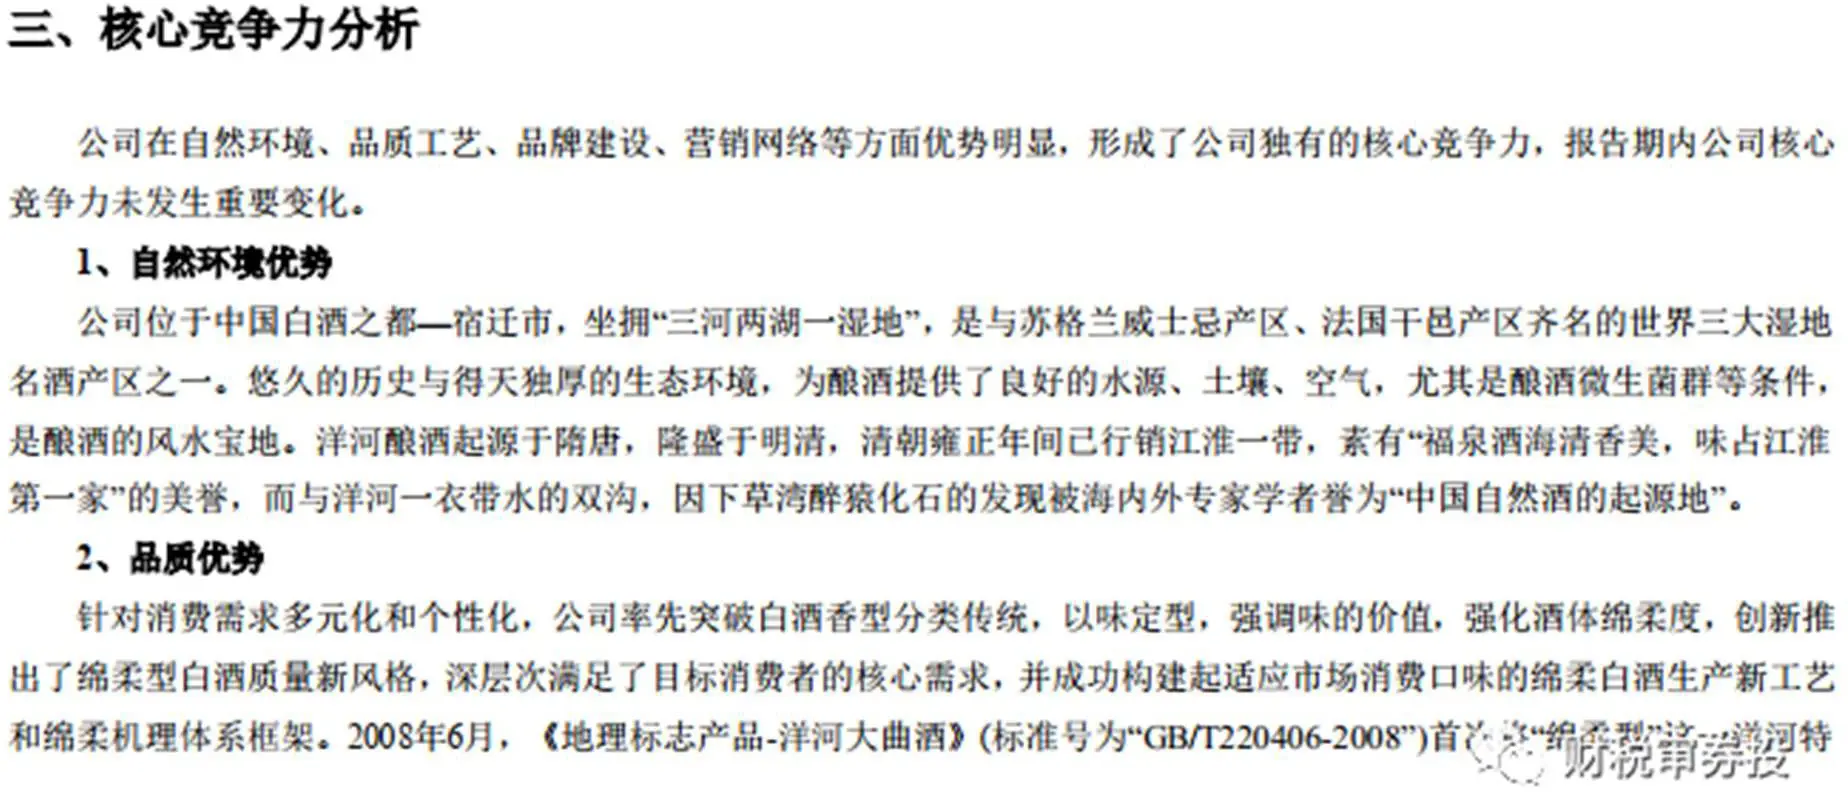 三、核心竞争力分析
公司在自然环境、品质工艺、品牌建设、营销网络等方面优势明显，形成了公司独有的核心竞争力，报告期内公司核心
竞争力未发生重要变化。
1、自然环境优势
公司位于中国白酒之都—宿迁市，坐拥“三河两湖一湿地”，是与苏格兰威士忌产区、法国干邑产区齐名的世界三大湿地
名酒产区之一。悠久的历史与得天独厚的生态环境，为酿酒提供了良好的水源、土壤、空气，尤其是酿酒微生菌群等条件，
是酿酒的风水宝地。洋河酿酒起源于隋唐，隆盛于明清，清朝雍正年间已行销江淮一带，素有“福泉酒海清香美，味占江淮
第一家”的美誉，而与洋河一衣带水的双沟，因下草湾醉猿化石的发现被海内外专家学者誉为“中国自然酒的起源地”。
2、品质优势
针对消费需求多元化和个性化，公司率先突破白酒香型分类传统，以味定型，强调味的价值，强化酒体绵柔度，创新推
出了绵柔型白酒质量新风格，深层次满足了目标消费者的核心需求，并成功构建起适应市场消费口味的绵柔白酒生产新工艺
和绵柔机理体系框架。2008年6月，《地理标志产品-洋河大曲酒》(标准号为“GB/T220406-2008”)首次将“绵柔型”这一洋河特
财税审券投